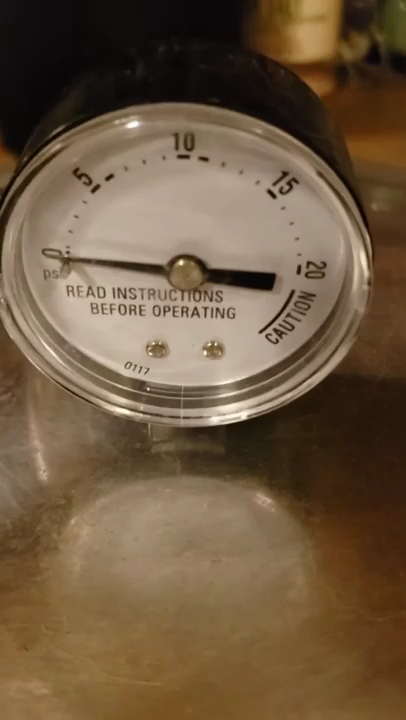 10
5
15
0
20
psi
READ INSTRUCTIONS
BEFORE OPERATING
CAUTION
0117